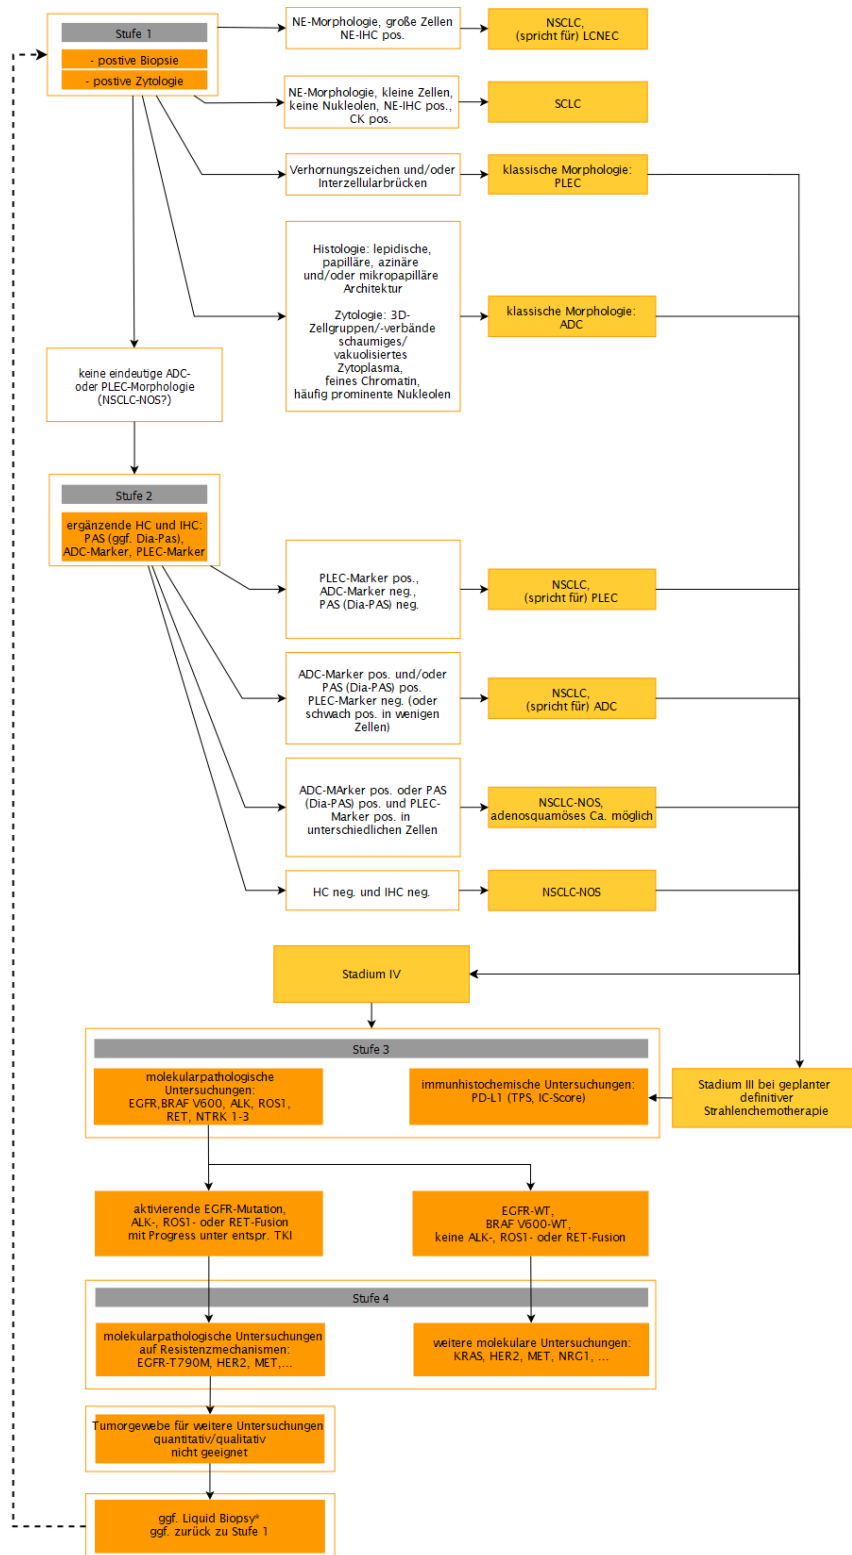 Stufe 1
- postive Biopsie
- postive Zytologie
NE-Morphologie, große Zellen
NE-IHC pos.
NSCLC,
(spricht für) LCNEC
NE-Morphologie, kleine Zellen,
keine Nukleolen, NE-IHC pos.,
CK pos.
SCLC
Verhornungszeichen und/oder
Interzellularbrücken
klassische Morphologie:
PLEC
Histologie: lepidische,
papilläre, azinäre
und/oder mikropapilläre
Architektur
Zytologie: 3D-
Zellgruppen/-verbände
schaumiges/
vakuolisiertes
Zytoplasma,
feines Chromatin,
häufig prominente Nukleolen
klassische Morphologie:
ADC
keine eindeutige ADC-
oder PLEC-Morphologie
(NSCLC-NOS?)
Stufe 2
ergänzende HC und IHC:
PAS (ggf. Dia-Pas),
ADC-Marker, PLEC-Marker
PLEC-Marker pos.,
ADC-Marker neg.,
PAS (Dia-PAS) neg.
NSCLC,
(spricht für) PLEC
ADC-Marker pos. und/oder
PAS (Dia-PAS) pos.
PLEC-Marker neg. (oder
schwach pos. in wenigen
Zellen)
NSCLC,
(spricht für) ADC
ADC-MArker pos. oder PAS
(Dia-PAS) pos. und PLEC-
Marker pos. in
unterschiedlichen Zellen
NSCLC-NOS,
adenosquamöses Ca. möglich
HC neg. und IHC neg.
NSCLC-NOS
Stadium IV
Stufe 3
molekularpathologische
Untersuchungen:
EGFR,BRAF V600, ALK, ROS1,
RET, NTRK 1-3
immunhistochemische Untersuchungen:
PD-L1 (TPS, IC-Score)
Stadium III bei geplanter
definitiver
Strahlenchemotherapie
aktivierende EGFR-Mutation,
ALK-, ROS1- oder RET-Fusion
mit Progress unter entspr. TKI
EGFR-WT,
BRAF V600-WT,
keine ALK-, ROS1- oder RET-Fusion
Stufe 4
molekularpathologische Untersuchungen
auf Resistenzmechanismen:
EGFR-T790M, HER2, MET,...
weitere molekulare Untersuchungen:
KRAS, HER2, MET, NRG1, ...
Tumorgewebe für weitere Untersuchungen
quantitativ/qualitativ
nicht geeignet
ggf. Liquid Biopsy*
ggf. zurück zu Stufe 1